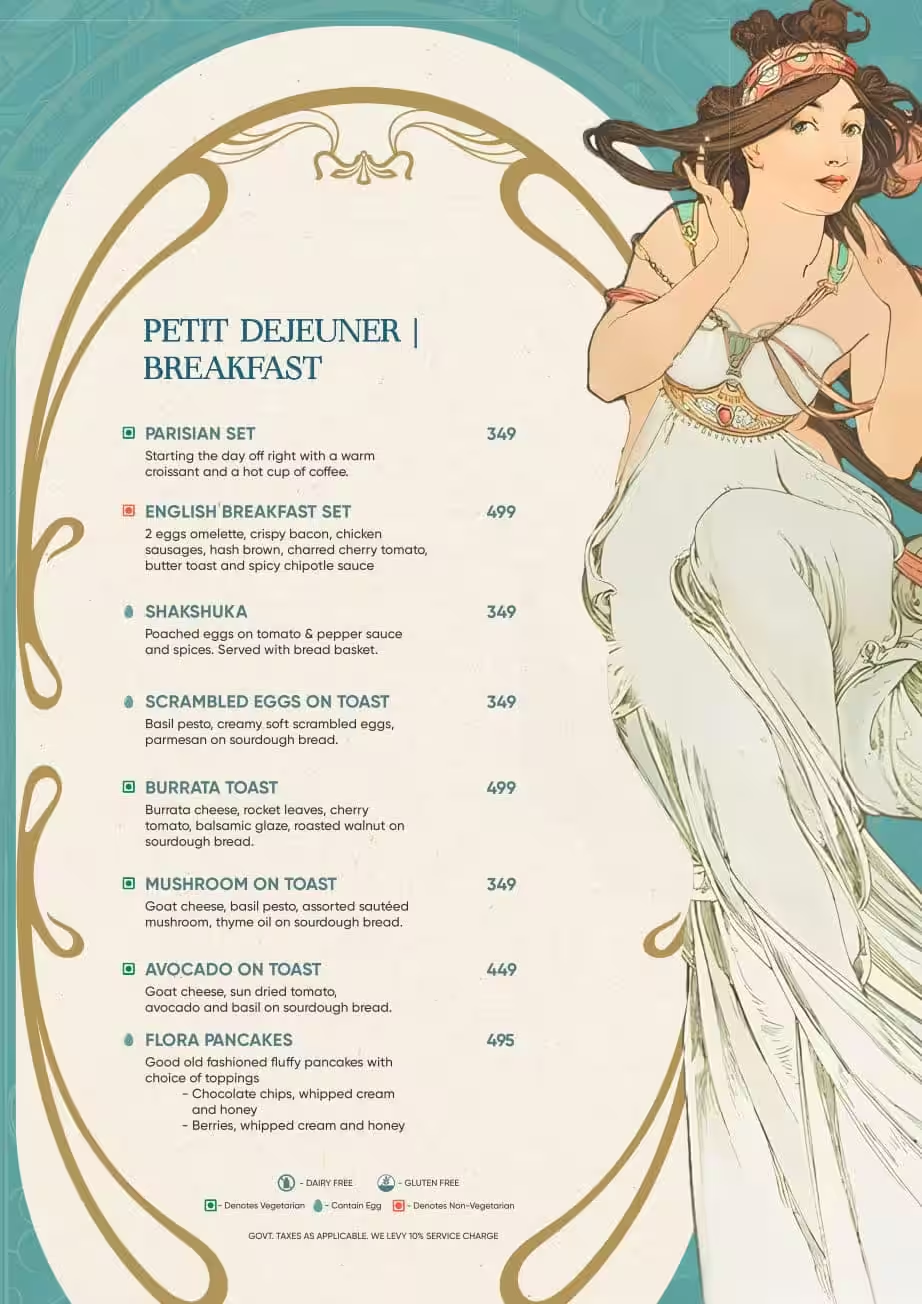 PETIT DEJEUNER |
BREAKFAST
PARISIAN SET 349
Starting the day off right with a warm
croissant and a hot cup of coffee.
ENGLISH BREAKFAST SET 499
2 eggs omelette, crispy bacon, chicken
sausages, hash brown, charred cherry tomato,
butter toast and spicy chipotle sauce
SHAKSHUKA 349
Poached eggs on tomato & pepper sauce
and spices. Served with bread basket.
SCRAMBLED EGGS ON TOAST 349
Basil pesto, creamy soft scrambled eggs,
parmesan on sourdough bread.
BURRATA TOAST 499
Burrata cheese, rocket leaves, cherry
tomato, balsamic glaze, roasted walnut on
sourdough bread.
MUSHROOM ON TOAST 349
Goat cheese, basil pesto, assorted sautéed
mushroom, thyme oil on sourdough bread.
AVOCADO ON TOAST 449
Goat cheese, sun dried tomato,
avocado and basil on sourdough bread.
FLORA PANCAKES 495
Good old fashioned fluffy pancakes with
choice of toppings
- Chocolate chips, whipped cream
and honey
- Berries, whipped cream and honey
- DAIRY FREE - GLUTEN FREE
- Denotes Vegetarian - Contain Egg - Denotes Non-Vegetarian
GOVT. TAXES AS APPLICABLE. WE LEVY 10% SERVICE CHARGE